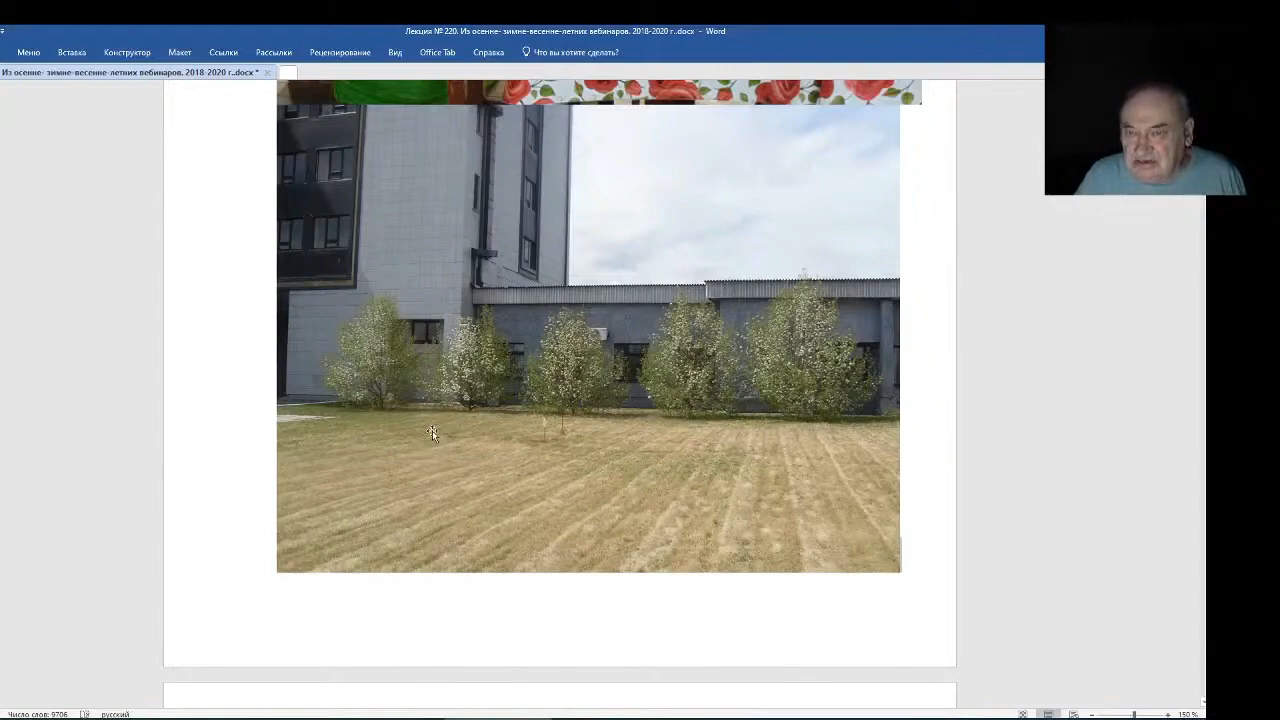 Лекция № 220. Из осенне- зимне-весенне-летних вебинаров. 2018-2020 г..docx - Word
Меню Вставка Конструктор Макет Ссылки Рассылки Рецензирование Вид Office Tab Справка Что вы хотите сделать?
Из осенне- зимне-весенне-летних вебинаров. 2018-2020 г..docx *
Число слов: 9706 русский 150 %